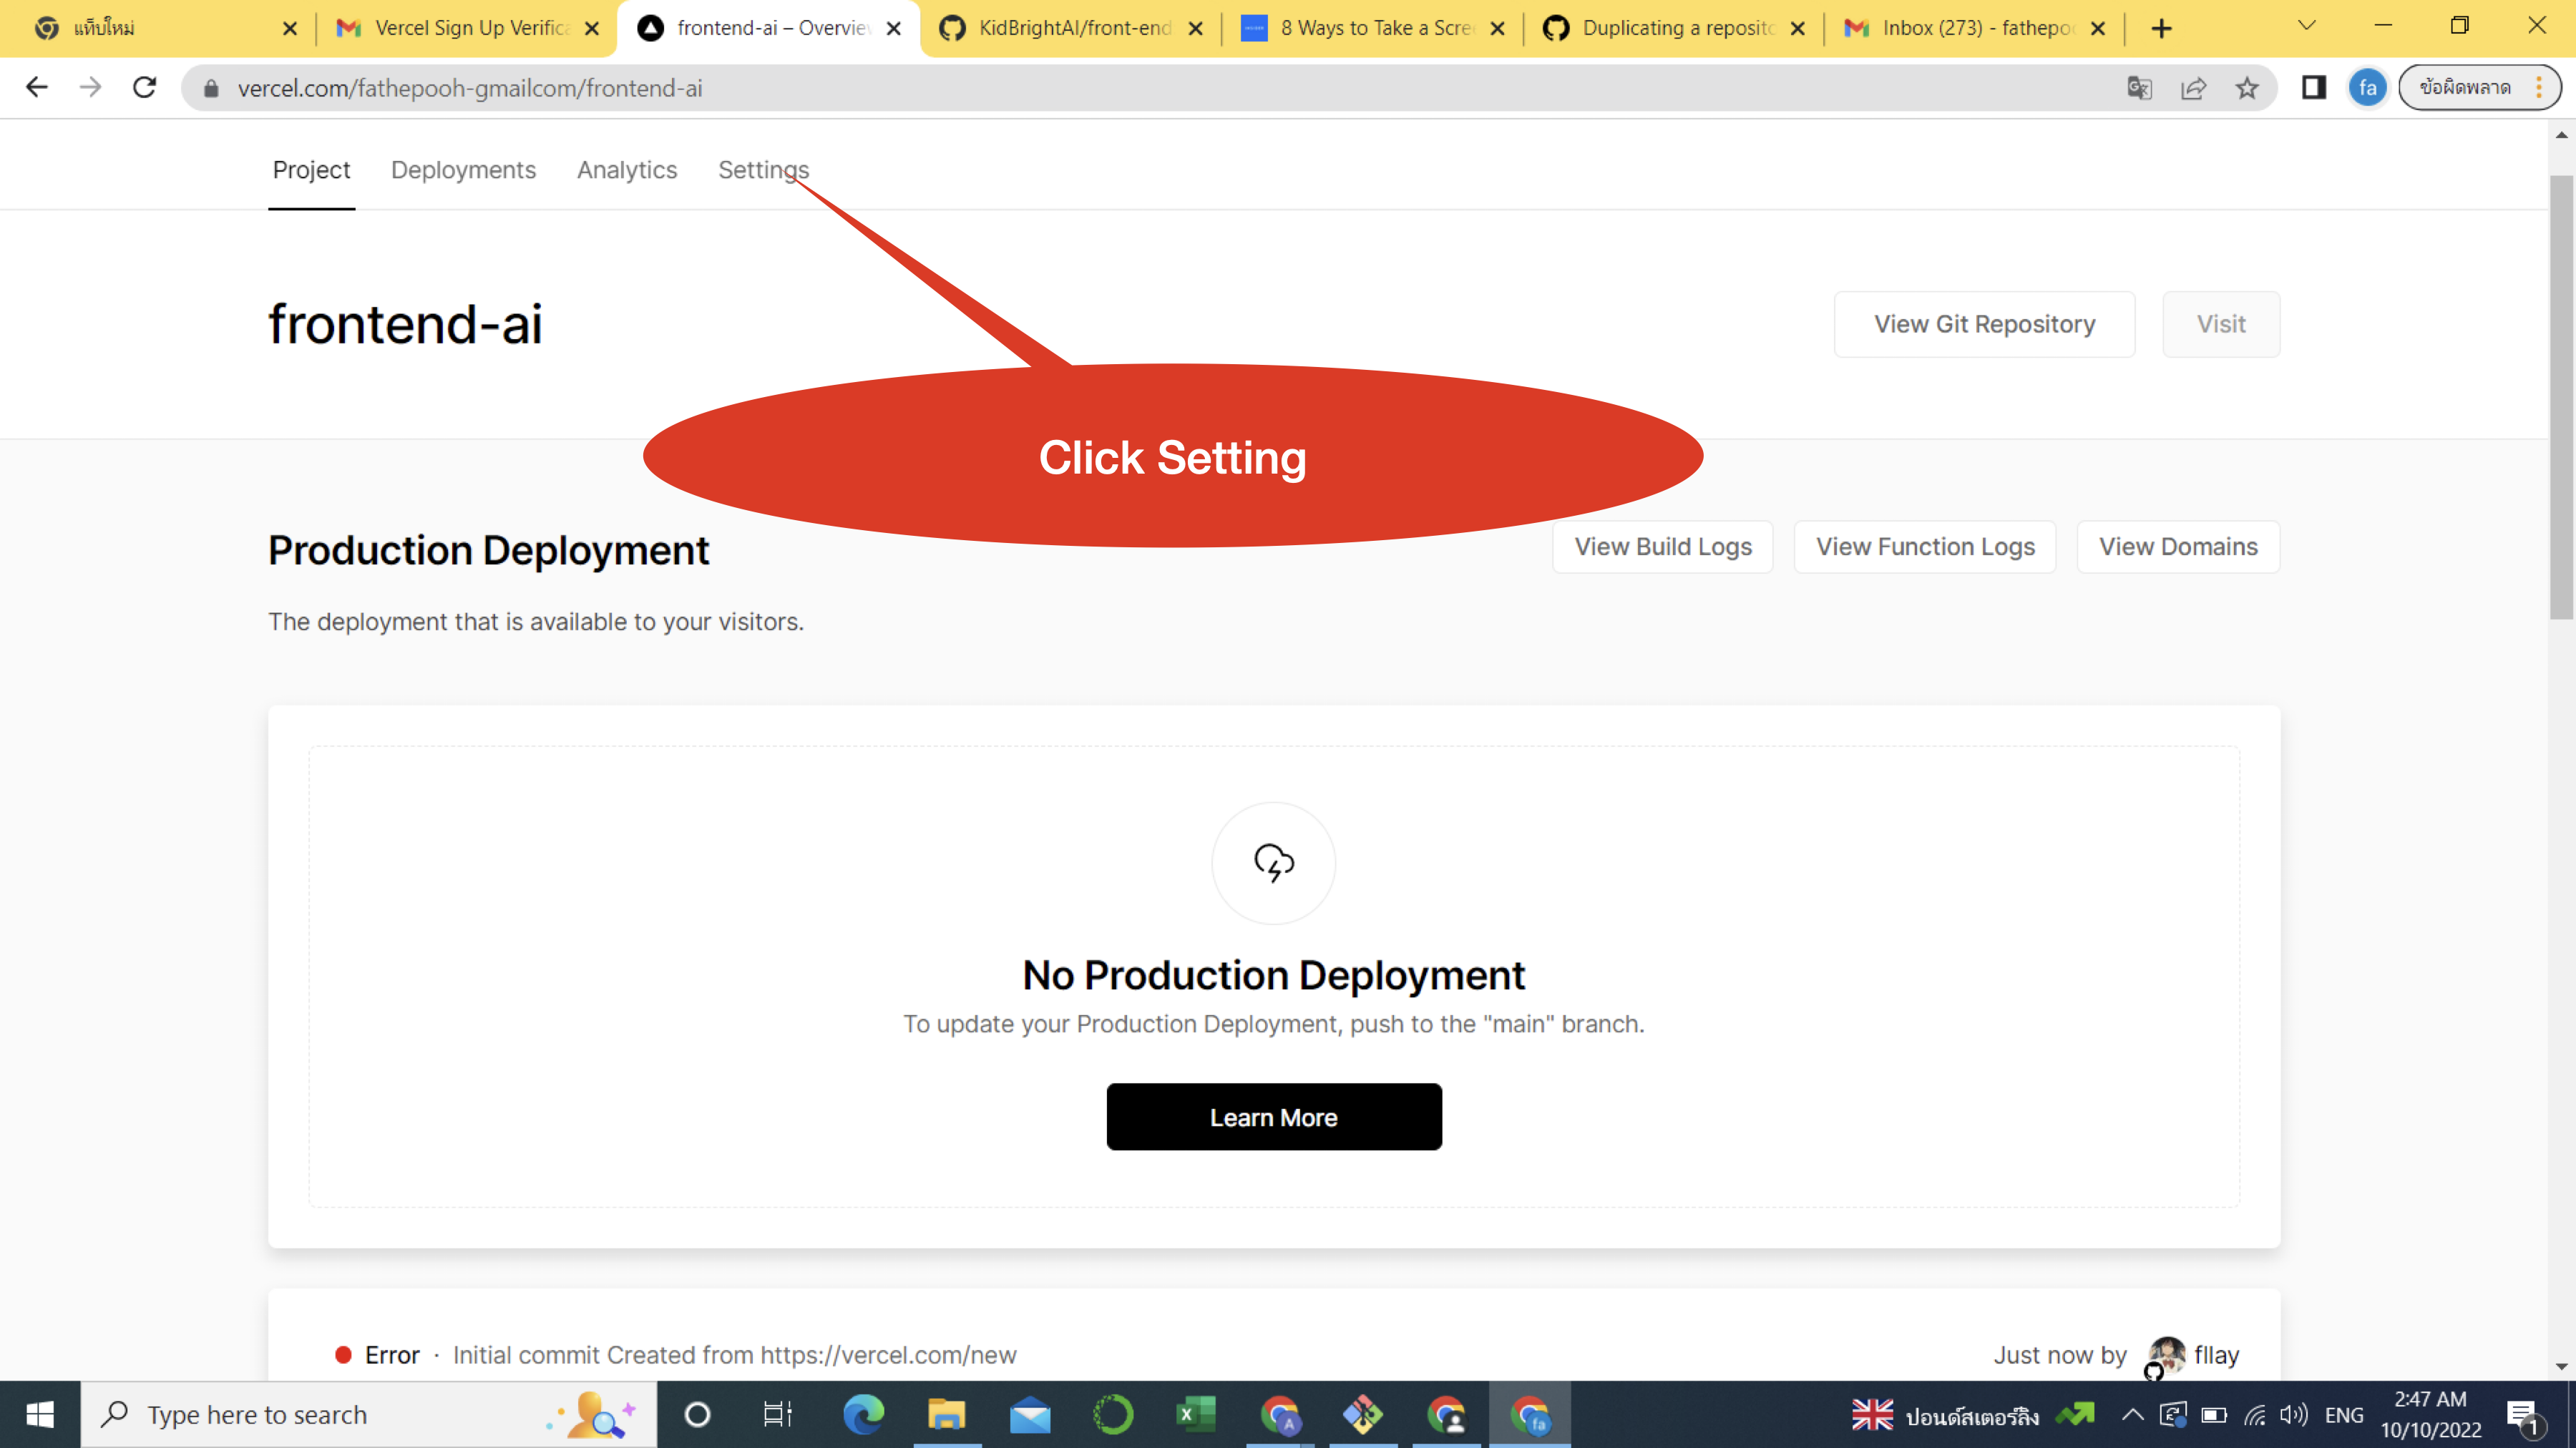 แท็บใหม่
Vercel Sign Up Verifica
frontend-ai – Overview
KidBrightAI/front-end
8 Ways to Take a Scre
Duplicating a reposito
Inbox (273) - fathepoo
vercel.com/fathepooh-gmailcom/frontend-ai
fa
ข้อผิดพลาด
Project Deployments Analytics Settings
frontend-ai
View Git Repository
Visit
Click Setting
Production Deployment
View Build Logs
View Function Logs
View Domains
The deployment that is available to your visitors.
No Production Deployment
To update your Production Deployment, push to the "main" branch.
Learn More
Error · Initial commit Created from https://vercel.com/new
Just now by fllay
Type here to search
A
fa
ปอนด์สเตอร์ลิง
ENG
2:47 AM
10/10/2022
1